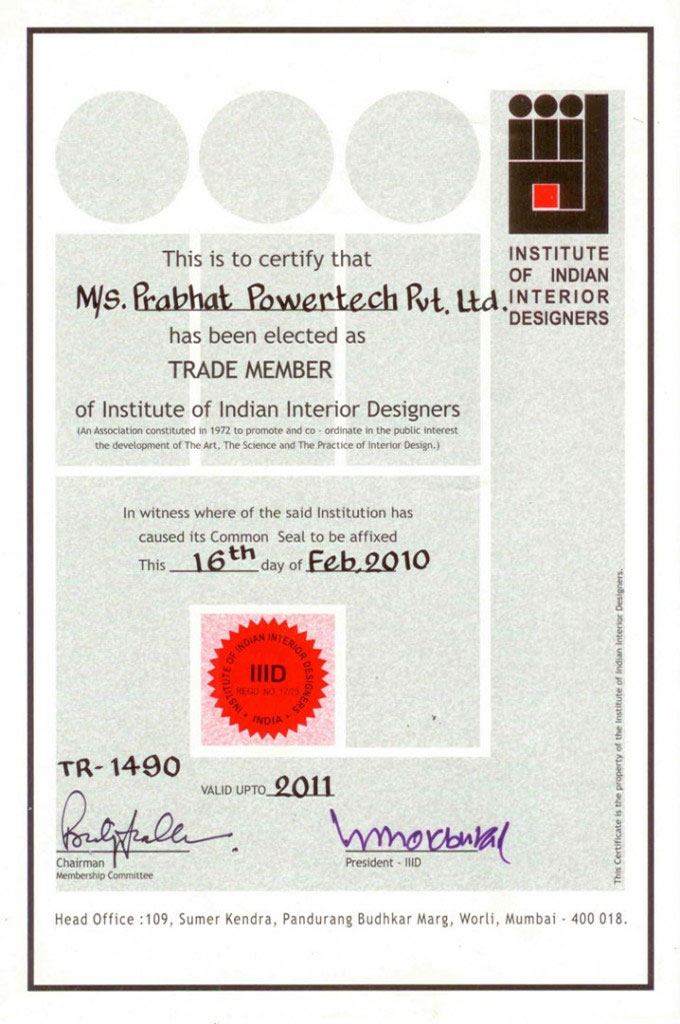 INSTITUTE
OF INDIAN
INTERIOR
DESIGNERS
This is to certify that
M/S. Prabhat Powertech Pvt. Ltd.
has been elected as
TRADE MEMBER
of Institute of Indian Interior Designers
(An Association constituted in 1972 to promote and co - ordinate in the public interest
the development of The Art, The Science and The Practice of Interior Design.)
In witness where of the said Institution has
caused its Common Seal to be affixed
This 16th day of Feb, 2010
INSTITUTE OF INDIAN INTERIOR DESIGNERS
IIID
REGD NO.
INDIA
TR-1490
VALID UPTO 2011
Chairman
Membership Committee
President - IIID
This Certificate is the property of the Institute of Indian Interior Designers.
Head Office :109, Sumer Kendra, Pandurang Budhkar Marg, Worli, Mumbai - 400 018.